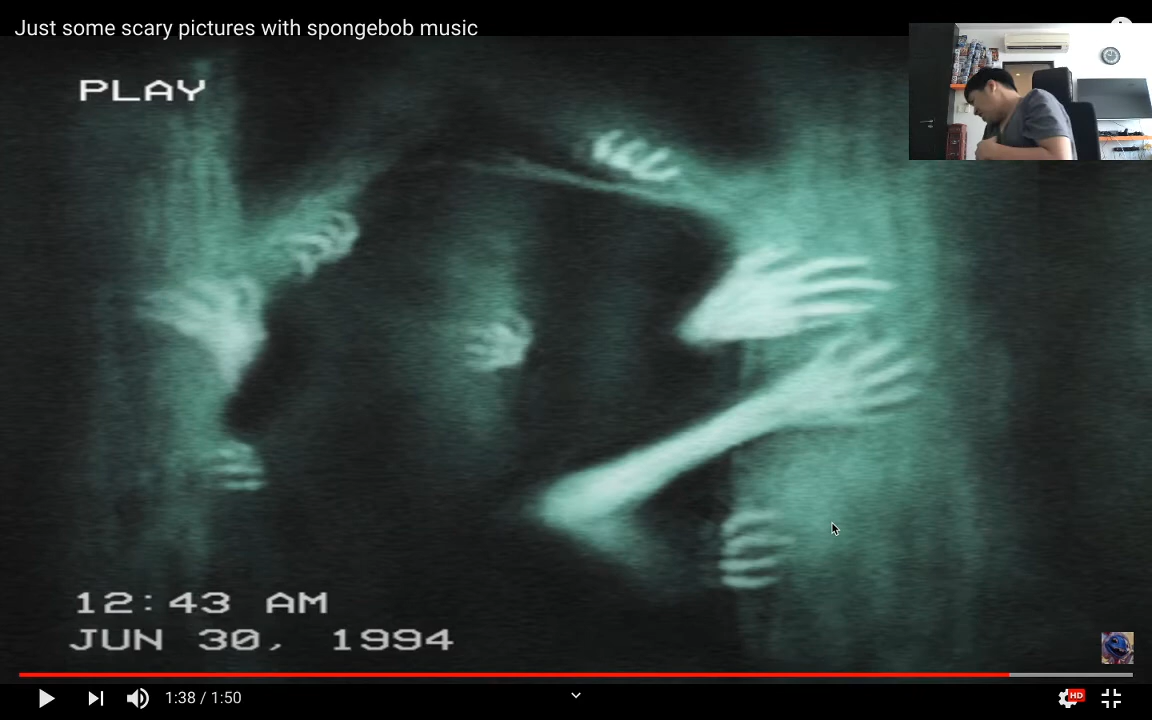 Just some scary pictures with spongebob music
PLAY
12:43 AM
JUN 30, 1994
1:38 / 1:50
HD